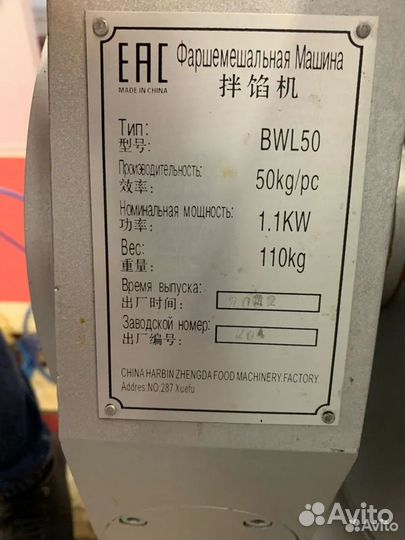 EAC Фаршемешальная Машина
MADE IN CHINA
拌馅机
Тип:
型号: BWL50
Производительность:
效率: 50kg/pc
Номинальная мощность:
功率: 1.1KW
Вес:
重量: 110kg
Время выпуска:
出厂时间:
Заводской номер:
出厂编号: 264
CHINA HARBIN ZHENGDA FOOD MACHINERY. FACTORY.
Addres: NO.287 Xuefu
Avito